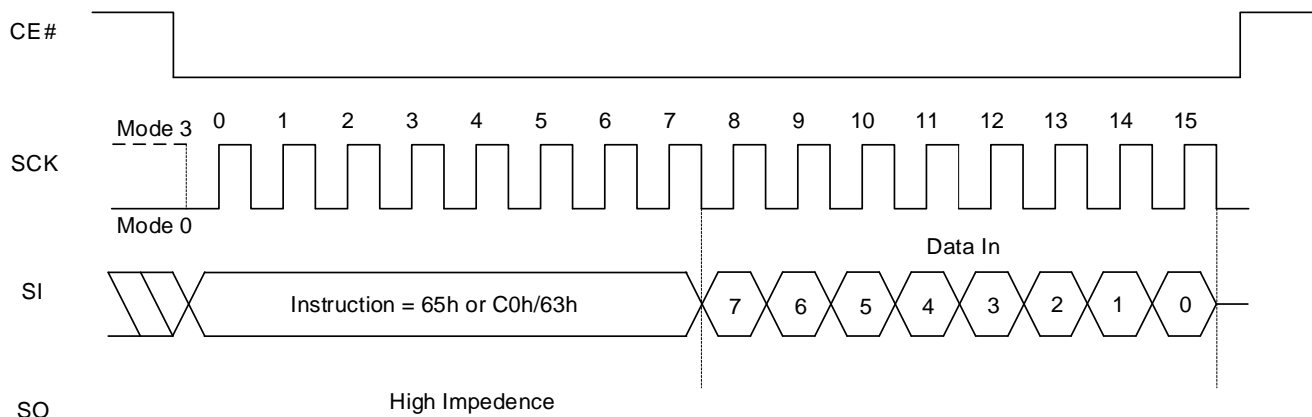 CE#
SCK
Mode 3
0 1 2 3 4 5 6 7 8 9 10 11 12 13 14 15
Mode 0
Data In
SI
Instruction = 65h or C0h/63h
7 6 5 4 3 2 1 0
SO
High Impedence